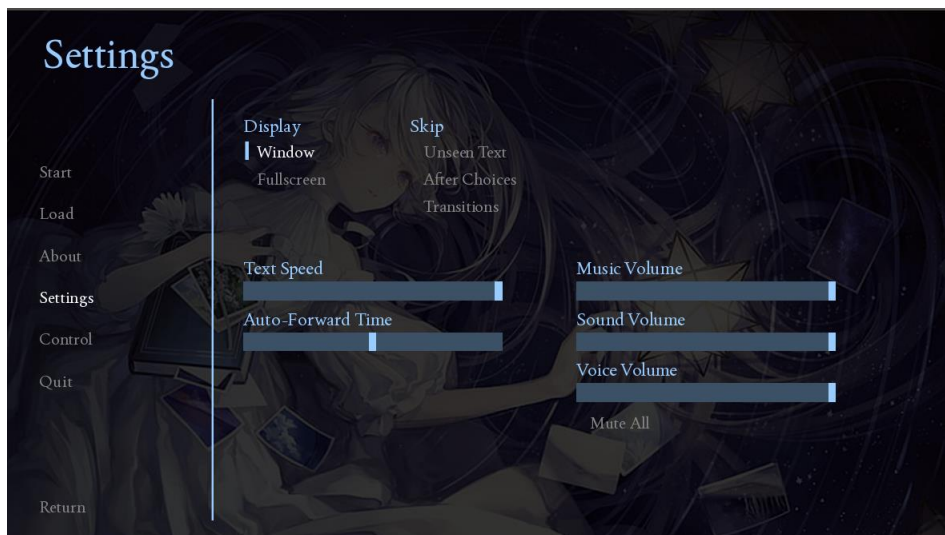 Settings
Start
Load
About
Settings
Control
Quit
Return
Display
Window
Fullscreen
Skip
Unseen Text
After Choices
Transitions
Text Speed
Auto-Forward Time
Music Volume
Sound Volume
Voice Volume
Mute All